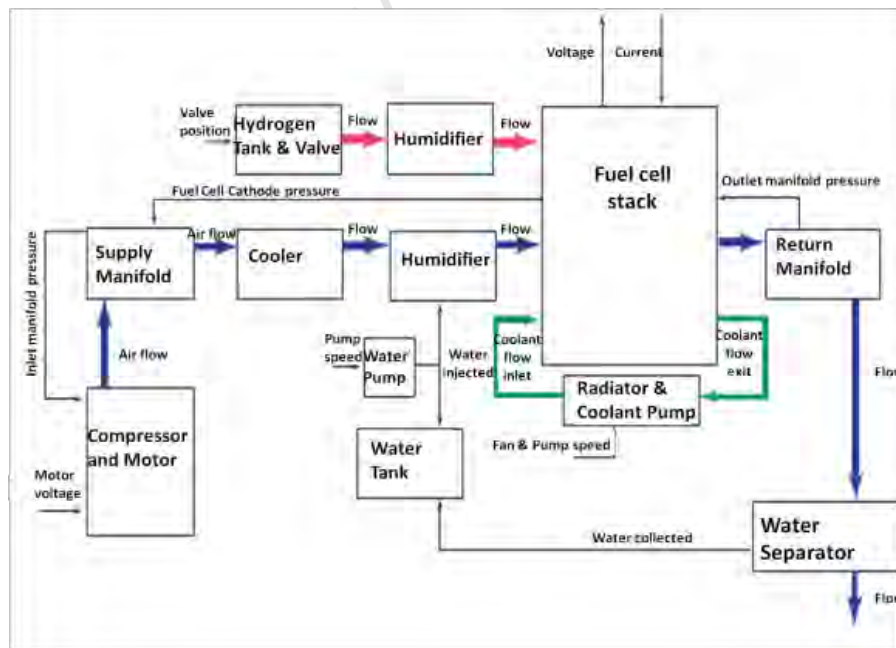 Voltage
Current
Valve
position
Hydrogen
Tank & Valve
Flow
Humidifier
Flow
Fuel cell
stack
Fuel Cell Cathode pressure
Outlet manifold pressure
Inlet manifold pressure
Supply
Manifold
Air flow
Cooler
Flow
Humidifier
Flow
Return
Manifold
Air flow
Pump
speed
Water
Pump
Water
injected
Coolant
flow
inlet
Coolant
flow
exit
Radiator &
Coolant Pump
Flow
Compressor
and Motor
Motor
voltage
Water
Tank
Fan & Pump speed
Water
Separator
Water collected
Flow